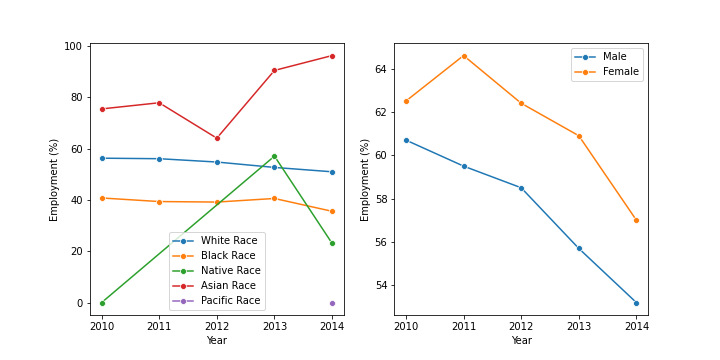 100
80
60
40
20
0
Employment (%)
White Race
Black Race
Native Race
Asian Race
Pacific Race
2010 2011 2012 2013 2014
Year
Male
Female
64
62
60
58
56
54
Employment (%)
2010 2011 2012 2013 2014
Year